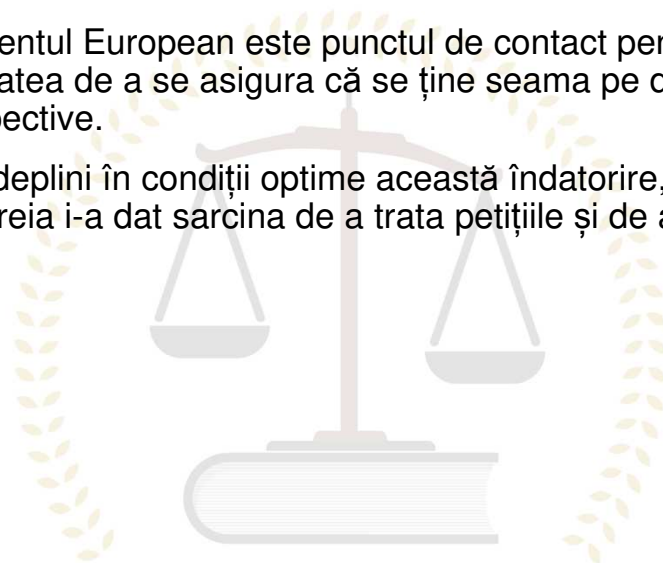 entul European este punctul de contact per
atea de a se asigura că se ține seama pe d
pective.
deplini în condiții optime această îndatorire,
reia i-a dat sarcina de a trata petițiile și de a